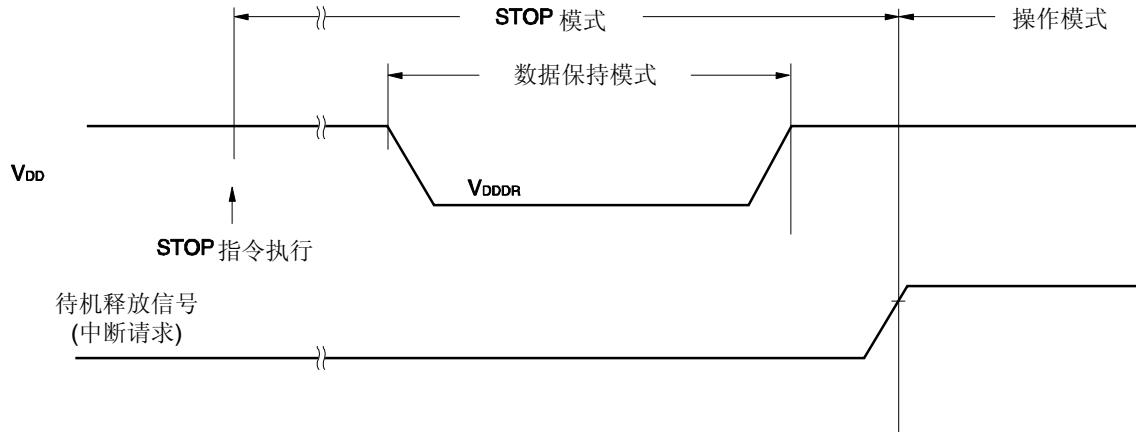 STOP 模式
操作模式
数据保持模式
VDD
VDDDR
STOP 指令执行
待机释放信号
(中断请求)